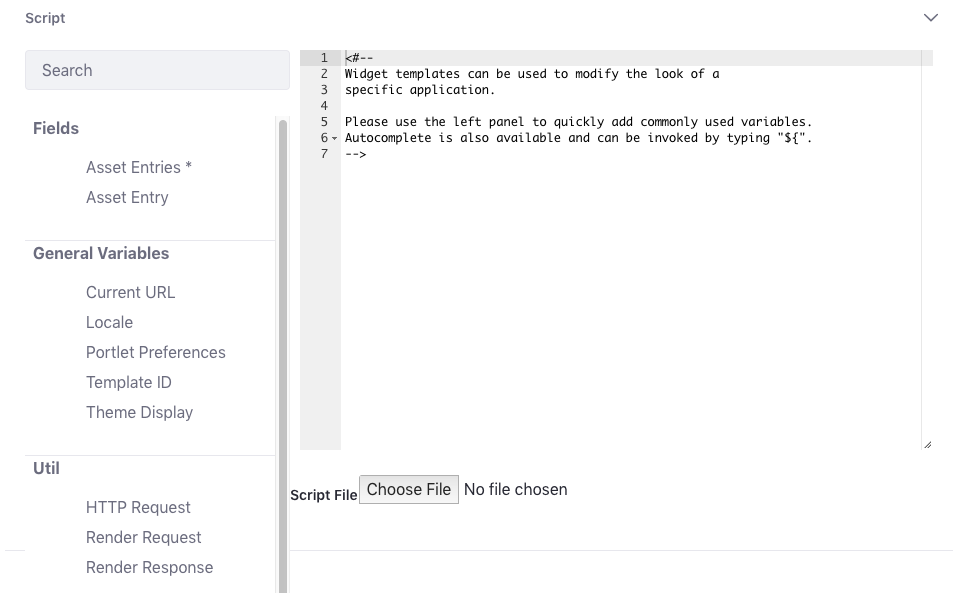 Script
Search
Fields
Asset Entries *
Asset Entry
General Variables
Current URL
Locale
Portlet Preferences
Template ID
Theme Display
Util
HTTP Request
Render Request
Render Response
1 <#--
2 Widget templates can be used to modify the look of a
3 specific application.
4
5 Please use the left panel to quickly add commonly used variables.
6 Autocomplete is also available and can be invoked by typing "${".
7 -->
Script File Choose File No file chosen